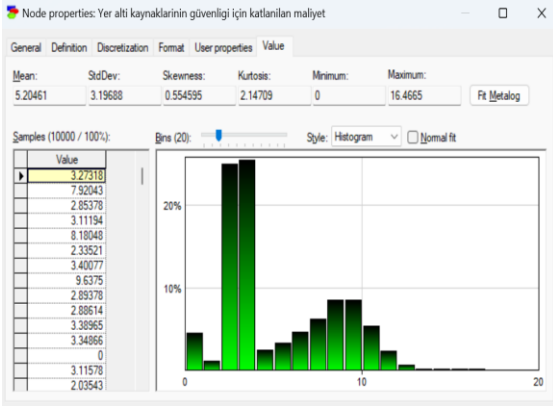 Node properties: Yer alti kaynaklarinin güvenligi için katlanilan maliyet
General Definition Discretization Format User properties Value
Mean: StdDev: Skewness: Kurtosis: Minimum: Maximum:
5.20461 3.19688 0.554595 2.14709 0 16.4665 Fit Metalog
Samples (10000 / 100%): Bins (20): Style: Histogram Normal fit
Value
3.27318
7.92043
2.85378
3.11194
8.18048
2.33521
3.40077
9.6375
2.89378
2.88614
3.38965
3.34866
0
3.11578
2.03543
20%
10%
0 10 20